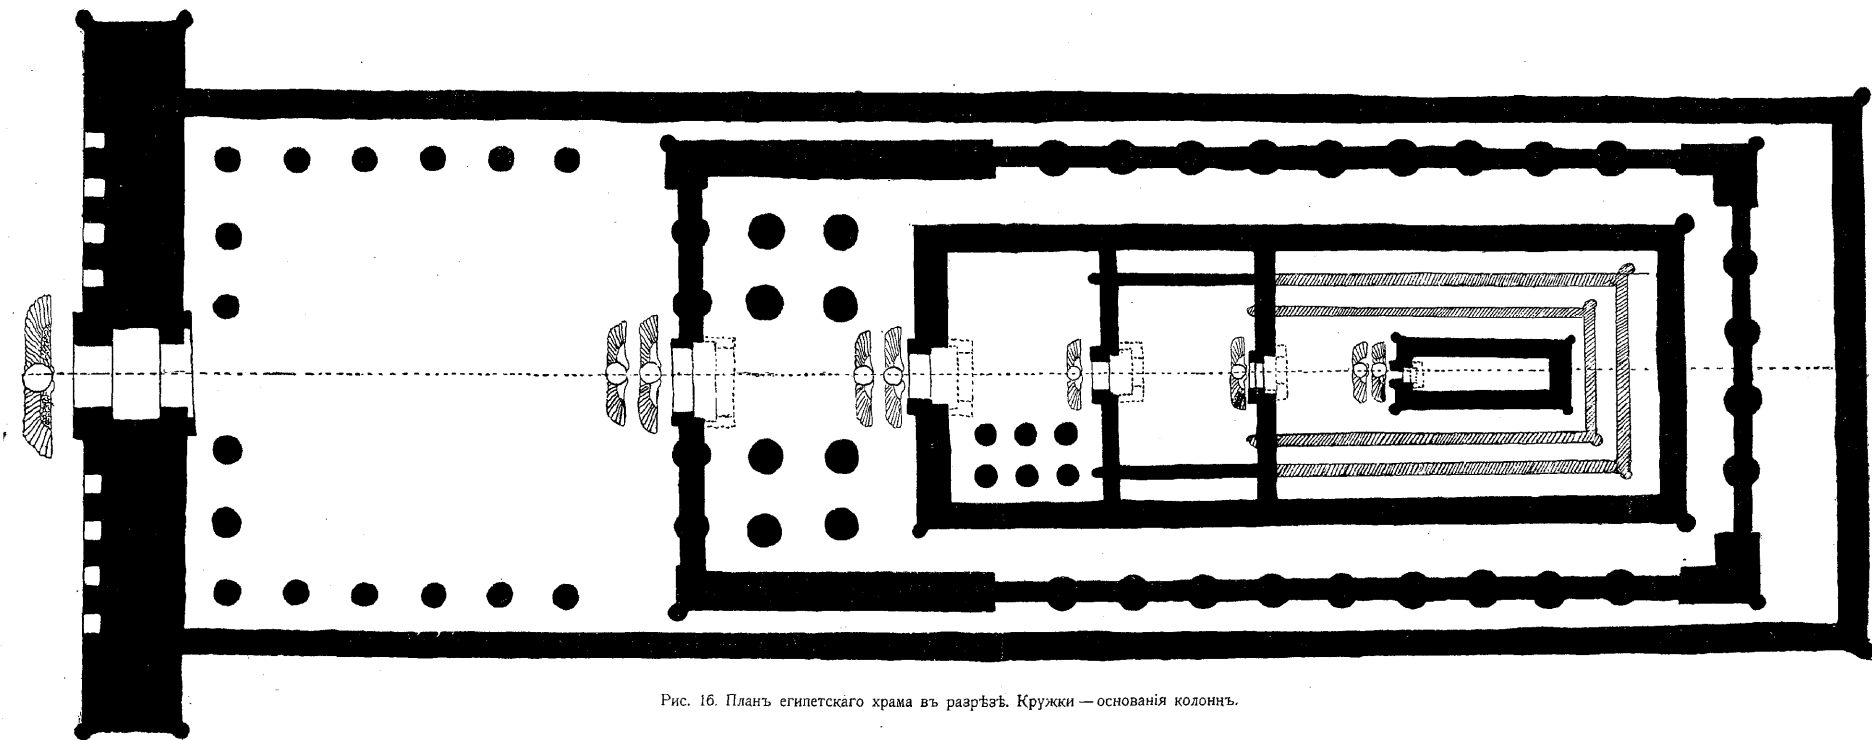 Рис. 16. Планъ египетскаго храма въ разрѣзѣ. Кружки — основанія колоннъ.